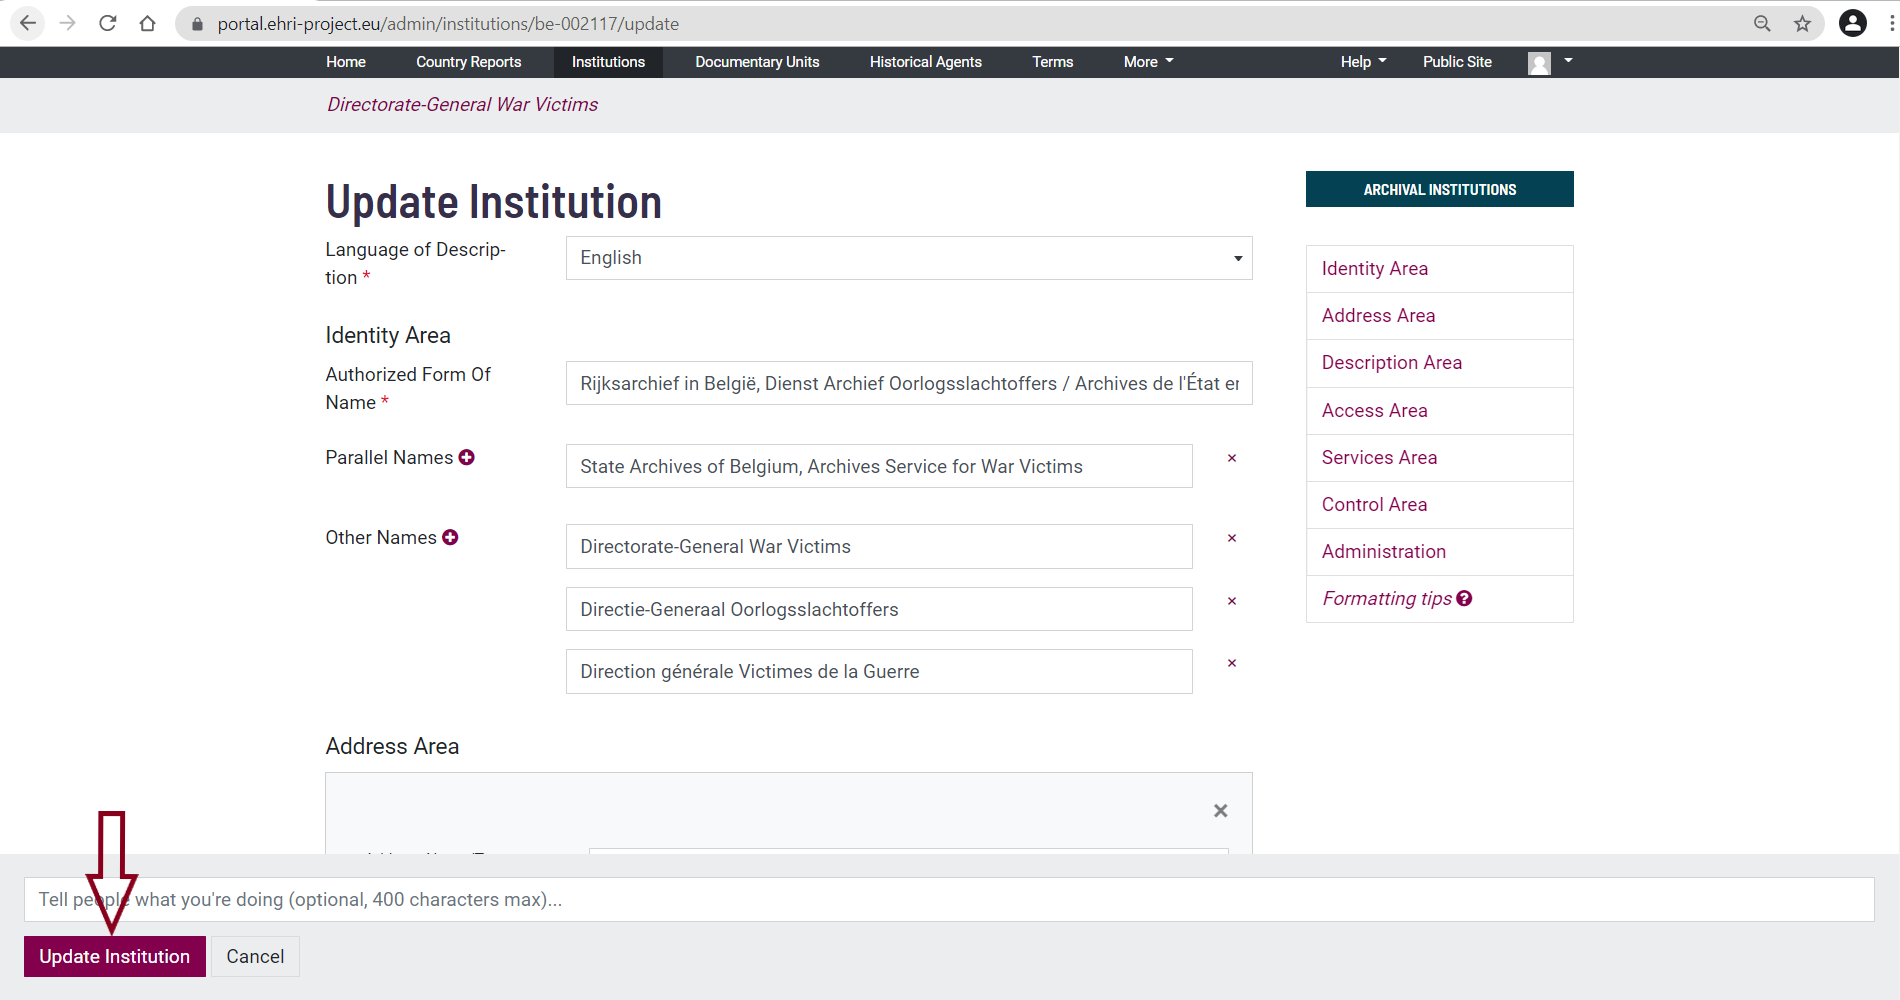 portal.ehri-project.eu/admin/institutions/be-002117/update
Home Country Reports Institutions Documentary Units Historical Agents Terms More Help Public Site
Directorate-General War Victims
Update Institution
ARCHIVAL INSTITUTIONS
Language of Descrip-
tion *
English
Identity Area
Authorized Form Of
Name *
Rijksarchief in België, Dienst Archief Oorlogsslachtoffers / Archives de l'État er
Parallel Names
State Archives of Belgium, Archives Service for War Victims
Other Names
Directorate-General War Victims
Directie-Generaal Oorlogsslachtoffers
Direction générale Victimes de la Guerre
Identity Area
Address Area
Description Area
Access Area
Services Area
Control Area
Administration
Formatting tips
Address Area
Tell people what you're doing (optional, 400 characters max)...
Update Institution Cancel